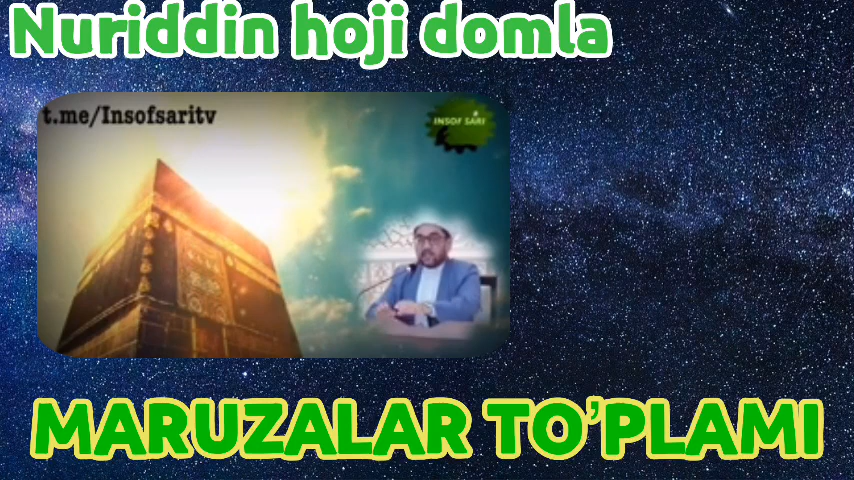 Nuriddin hoji domla
t.me/Insofsaritv
INSOF SARI
MARUZALAR TO’PLAMI